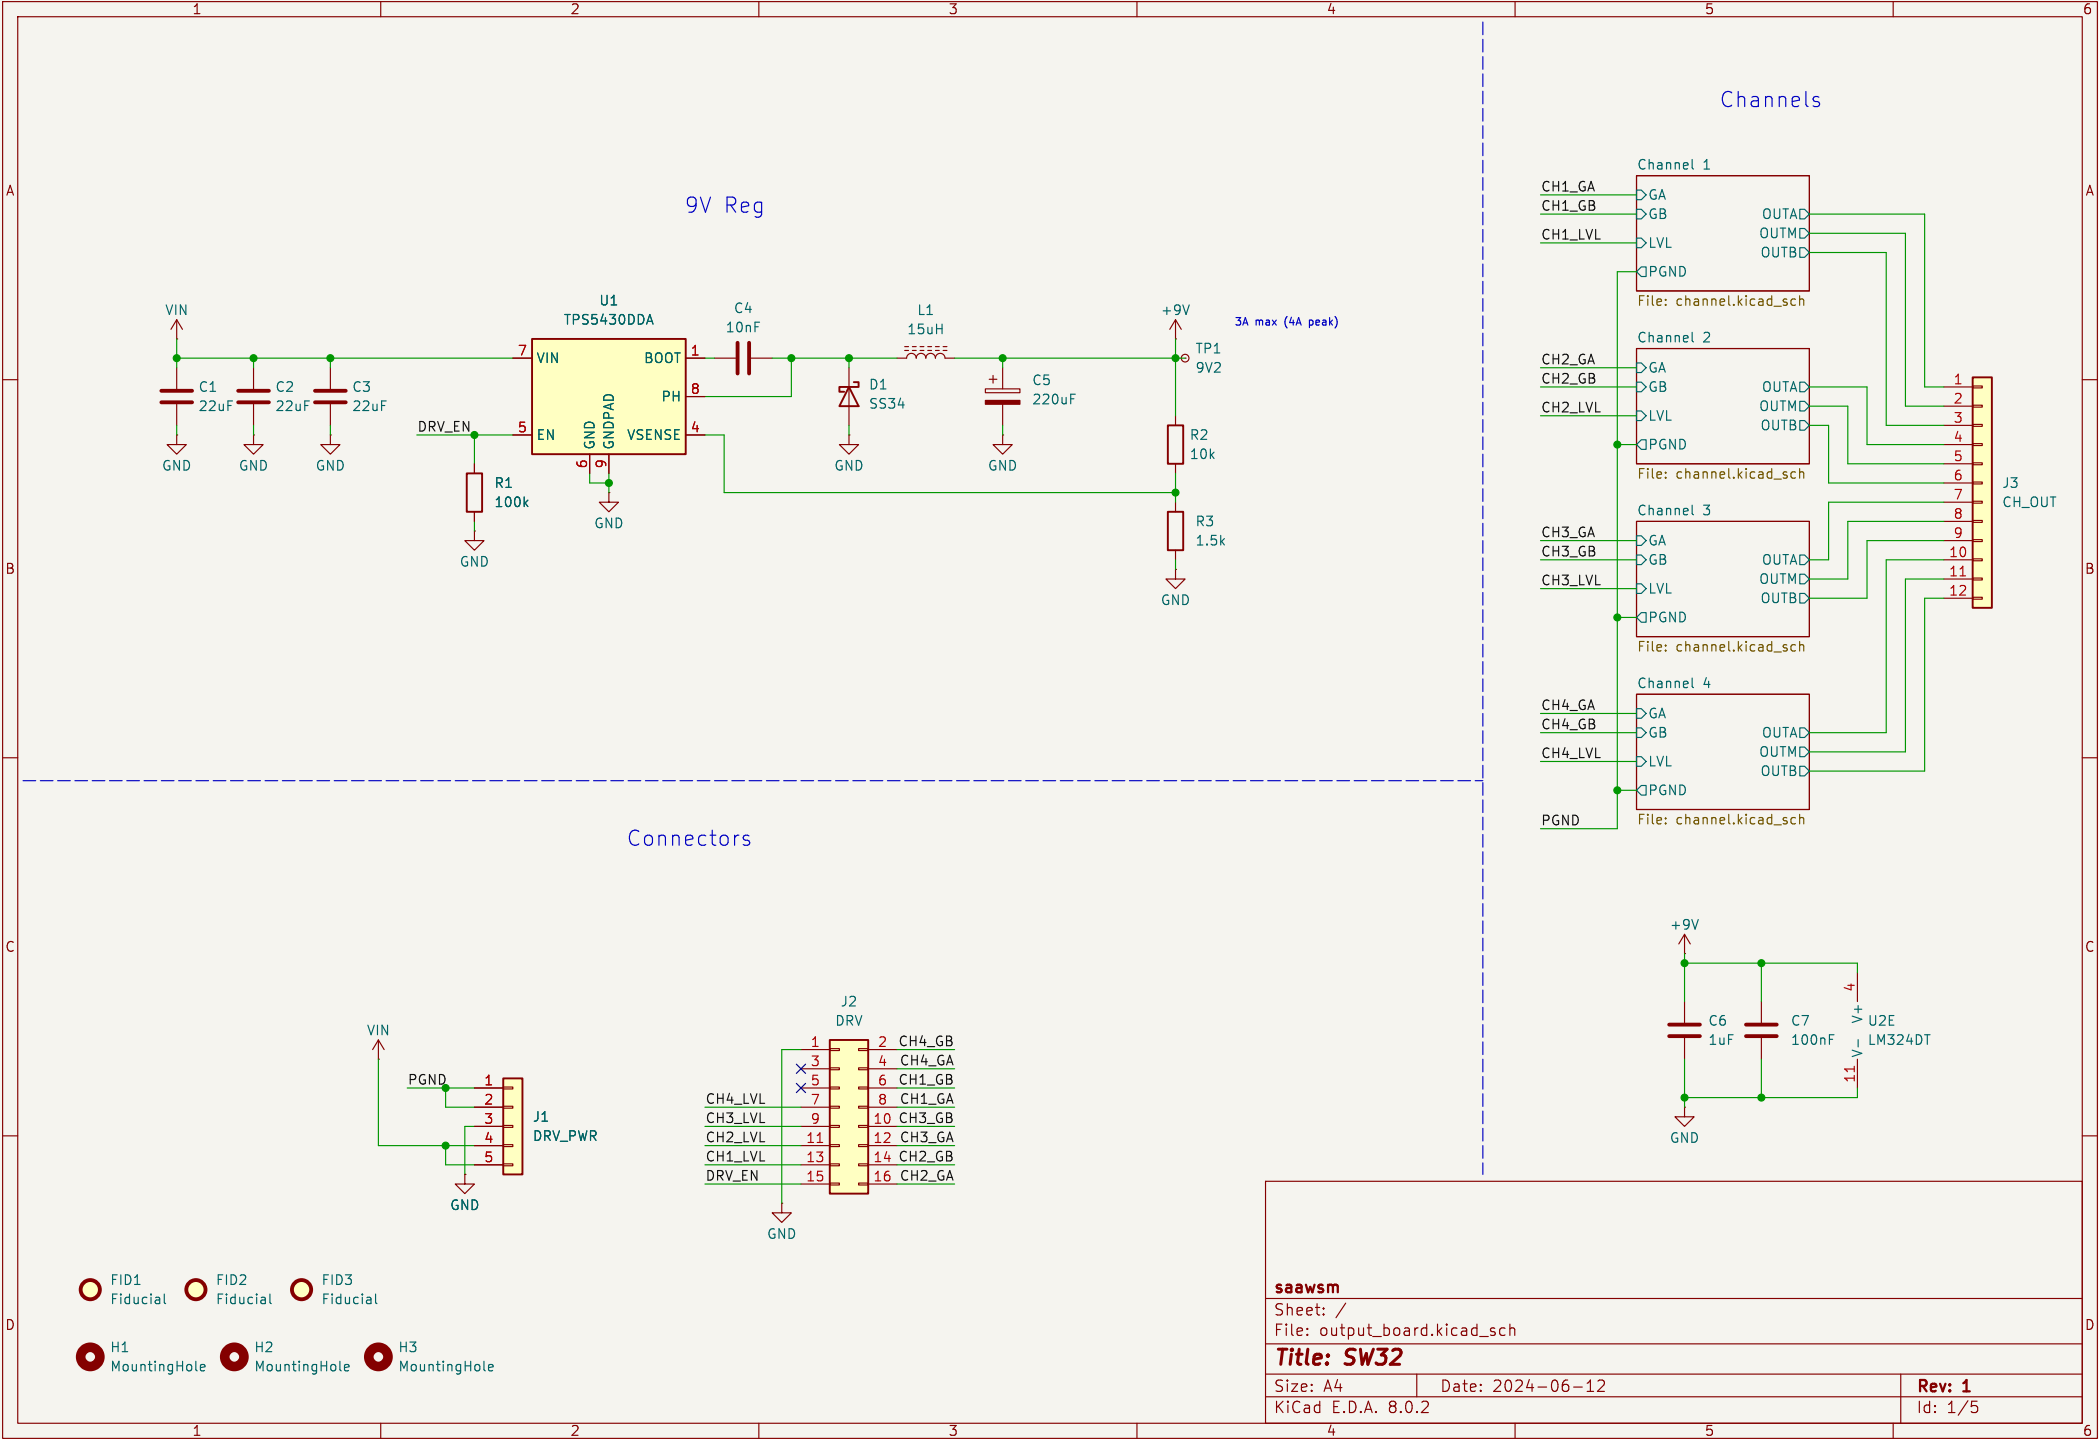 1 2 3 4 5 6
A
B
C
D
A
B
C
D
1 2 3 4 5 6
9V Reg
VIN
C1
22uF
GND
C2
22uF
GND
C3
22uF
GND
DRV_EN
R1
100k
GND
U1
TPS5430DDA
7 VIN
BOOT 1
PH 8
5 EN
VSENSE 4
GND
GNDPAD
6
9
GND
C4
10nF
D1
SS34
GND
L1
15uH
+
C5
220uF
GND
+9V
TP1
9V2
3A max (4A peak)
R2
10k
R3
1.5k
GND
Channels
Channel 1
CH1_GA
CH1_GB
CH1_LVL
GA
GB
LVL
PGND
OUTA
OUTM
OUTB
File: channel.kicad_sch
Channel 2
CH2_GA
CH2_GB
CH2_LVL
GA
GB
LVL
PGND
OUTA
OUTM
OUTB
File: channel.kicad_sch
Channel 3
CH3_GA
CH3_GB
CH3_LVL
GA
GB
LVL
PGND
OUTA
OUTM
OUTB
File: channel.kicad_sch
Channel 4
CH4_GA
CH4_GB
CH4_LVL
GA
GB
LVL
PGND
OUTA
OUTM
OUTB
File: channel.kicad_sch
PGND
1
2
3
4
5
6
7
8
9
10
11
12
J3
CH_OUT
+9V
C6
1uF
C7
100nF
4
V+
V-
11
U2E
LM324DT
GND
Connectors
VIN
PGND
1
2
3
4
5
J1
DRV_PWR
GND
J2
DRV
1 2 CH4_GB
3 4 CH4_GA
5 6 CH1_GB
CH4_LVL 7 8 CH1_GA
CH3_LVL 9 10 CH3_GB
CH2_LVL 11 12 CH3_GA
CH1_LVL 13 14 CH2_GB
DRV_EN 15 16 CH2_GA
GND
FID1
Fiducial
FID2
Fiducial
FID3
Fiducial
H1
MountingHole
H2
MountingHole
H3
MountingHole
saawsm
Sheet: /
File: output_board.kicad_sch
Title: SW32
Size: A4 Date: 2024-06-12 Rev: 1
KiCad E.D.A. 8.0.2 Id: 1/5